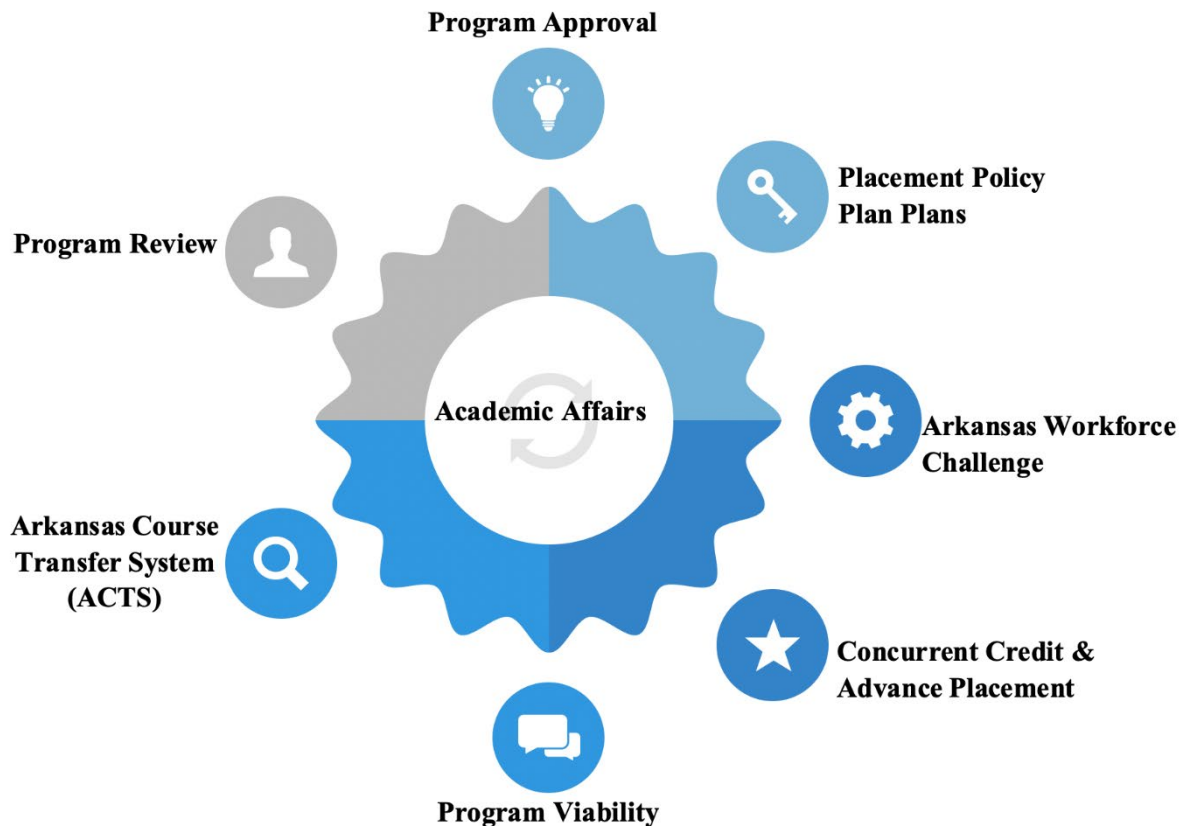 Program Approval
Placement Policy
Plan Plans
Program Review
Academic Affairs
Arkansas Workforce
Challenge
Arkansas Course
Transfer System
(ACTS)
Concurrent Credit &
Advance Placement
Program Viability